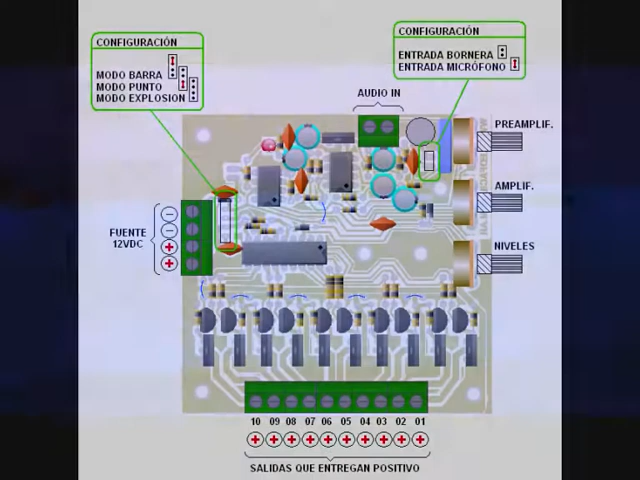 CONFIGURACIÓN
MODO BARRA
MODO PUNTO
MODO EXPLOSION
CONFIGURACIÓN
ENTRADA BORNERA
ENTRADA MICRÓFONO
AUDIO IN
PREAMPLIF.
AMPLIF.
NIVELES
FUENTE
12VDC
10 09 08 07 06 05 04 03 02 01
SALIDAS QUE ENTREGAN POSITIVO